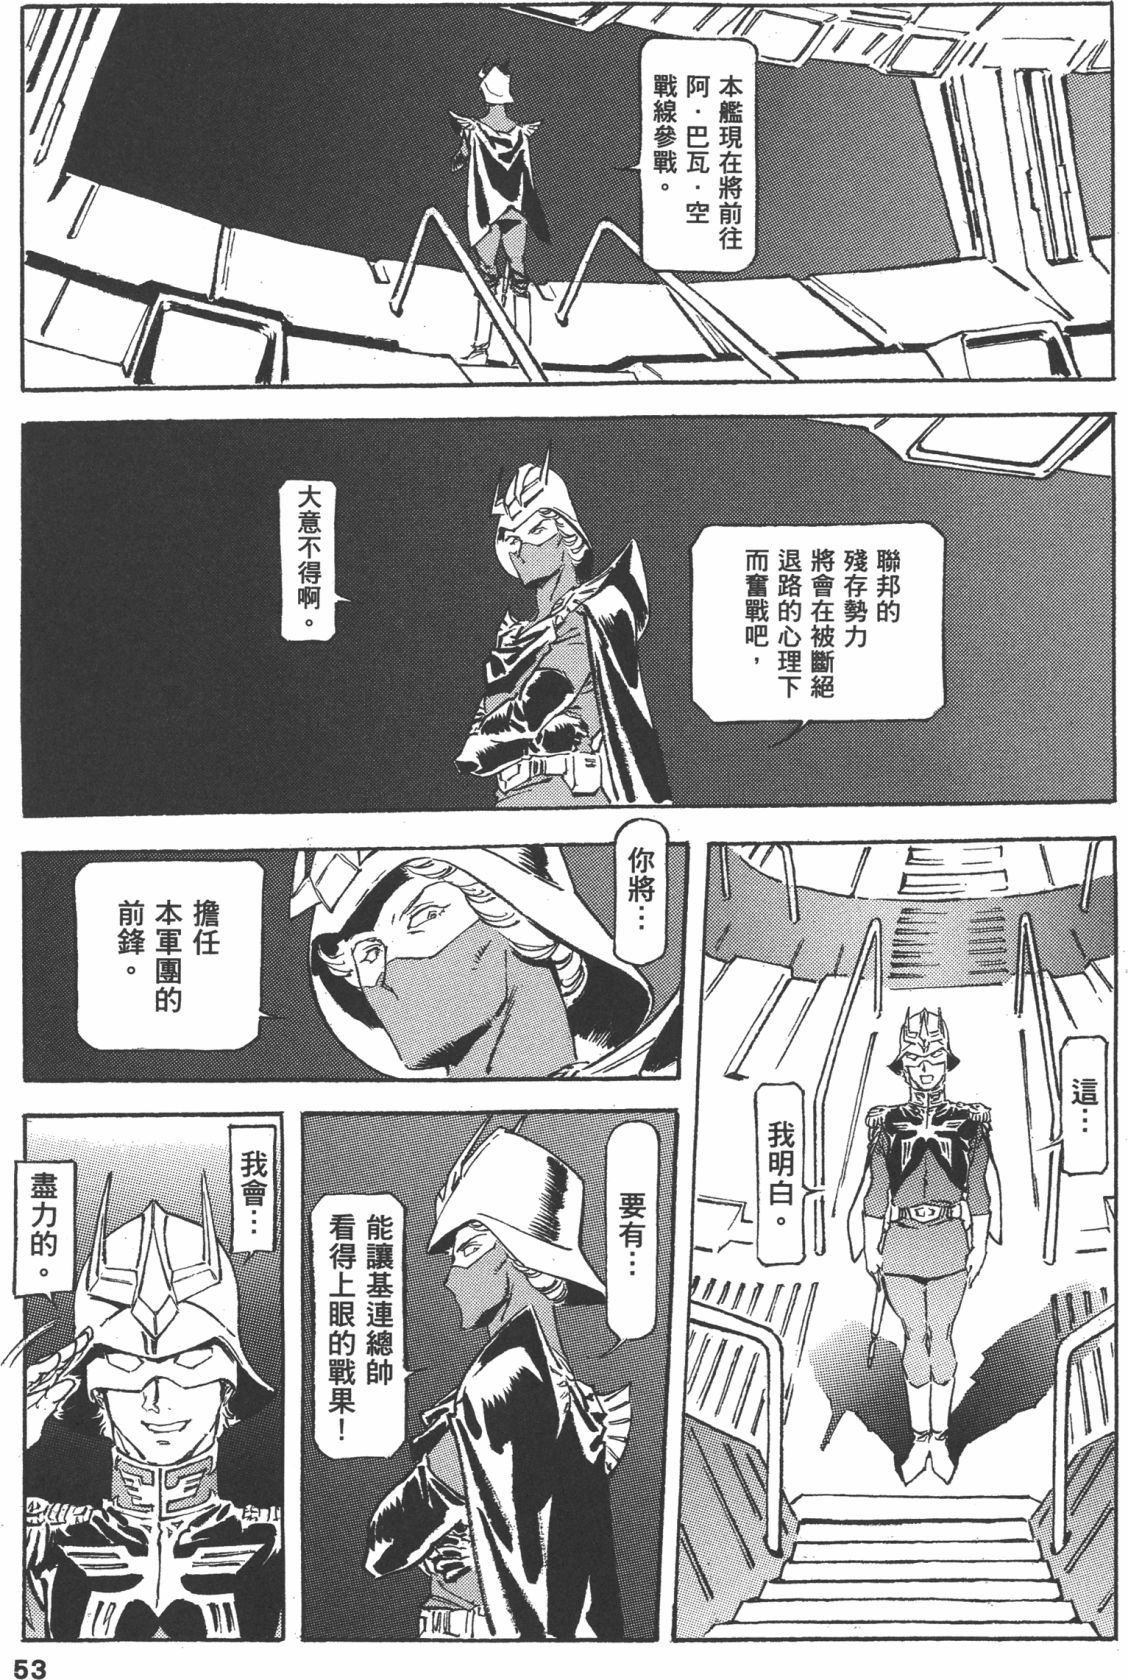 本艦現在將前往
阿‧巴瓦‧空
戰線參戰。
聯邦的
殘存勢力
將會在被斷絕
退路的心理下
而奮戰吧，
大意不得啊。
你將…
擔任
本軍團的
前鋒。
這…
我明白。
要有…
能讓基連總帥
看得上眼的戰果！
我會…
盡力的。
53